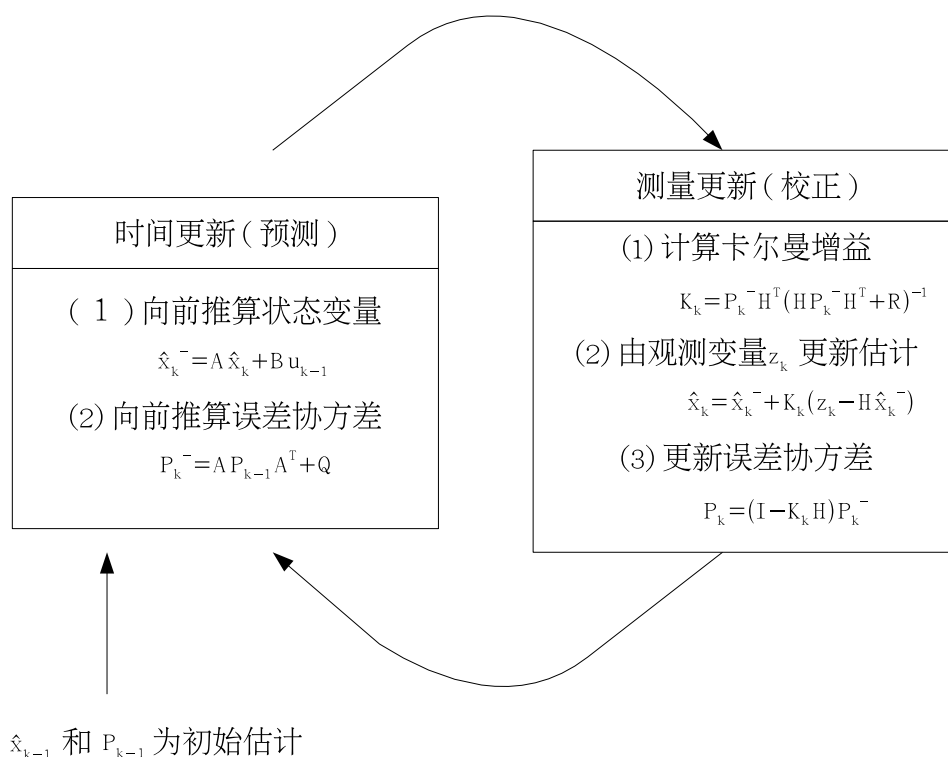 时间更新(预测)
(1)向前推算状态变量
x̂ₖ⁻=Ax̂ₖ+Buₖ₋₁
(2)向前推算误差协方差
Pₖ⁻=APₖ₋₁Aᵀ+Q
测量更新(校正)
(1)计算卡尔曼增益
Kₖ=Pₖ⁻Hᵀ(HPₖ⁻Hᵀ+R)⁻¹
(2)由观测变量zₖ 更新估计
x̂ₖ=x̂ₖ⁻+Kₖ(zₖ−Hx̂ₖ⁻)
(3)更新误差协方差
Pₖ=(I−KₖH)Pₖ⁻
x̂ₖ₋₁ 和 Pₖ₋₁ 为初始估计